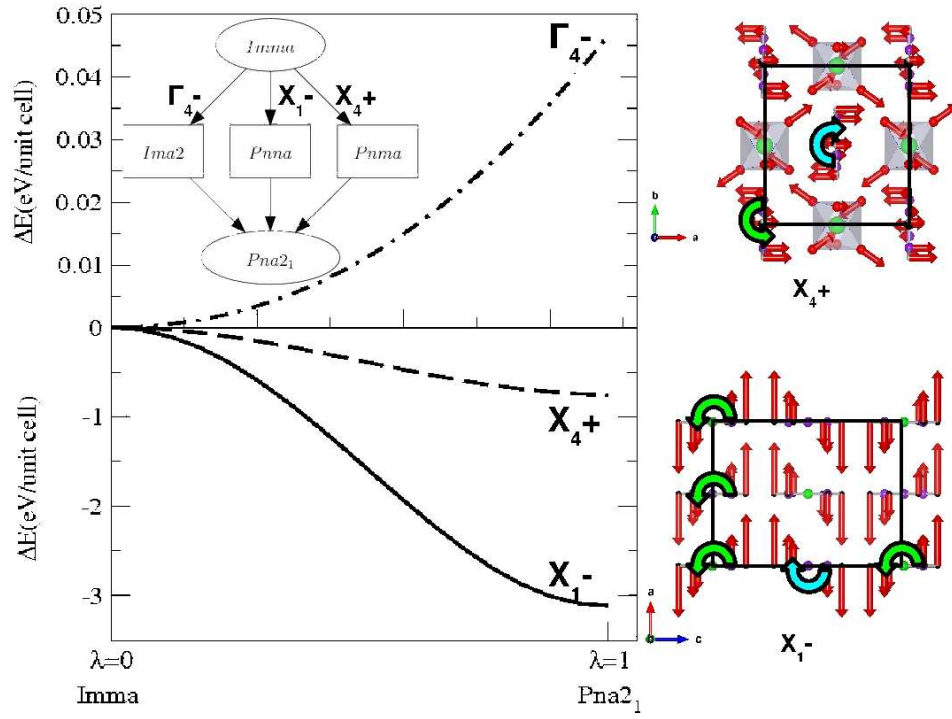 ΔE(eV/unit cell)
0.05
0.04
0.03
0.02
0.01
0
Imma
Γ4-
X1-
X4+
Ima2
Pnna
Pnma
Pna21
Γ4-
ΔE(eV/unit cell)
-1
-2
-3
X4+
X1-
λ=0
λ=1
Imma
Pna21
b
a
X4+
a
c
X1-